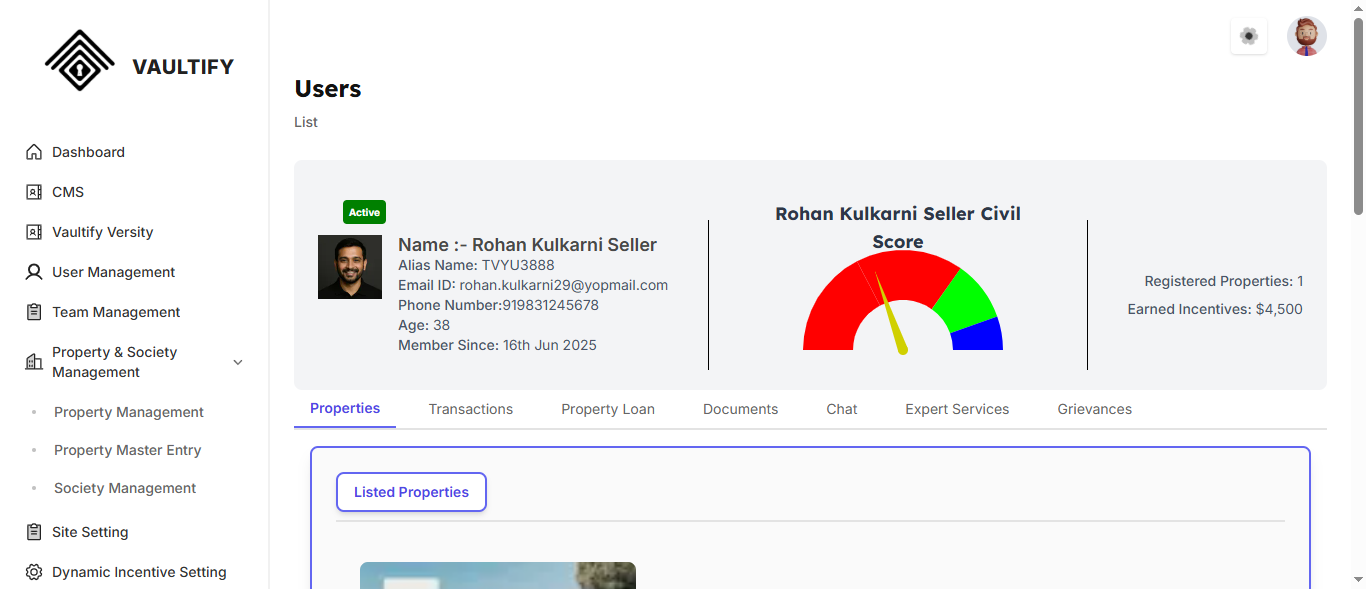 VAULTIFY
Dashboard
CMS
Vaultify Versity
User Management
Team Management
Property & Society
Management
Property Management
Property Master Entry
Society Management
Site Setting
Dynamic Incentive Setting
Users
List
Active
Name :- Rohan Kulkarni Seller
Alias Name: TVYU3888
Email ID: rohan.kulkarni29@yopmail.com
Phone Number:919831245678
Age: 38
Member Since: 16th Jun 2025
Rohan Kulkarni Seller Civil
Score
Registered Properties: 1
Earned Incentives: $4,500
Properties
Transactions
Property Loan
Documents
Chat
Expert Services
Grievances
Listed Properties